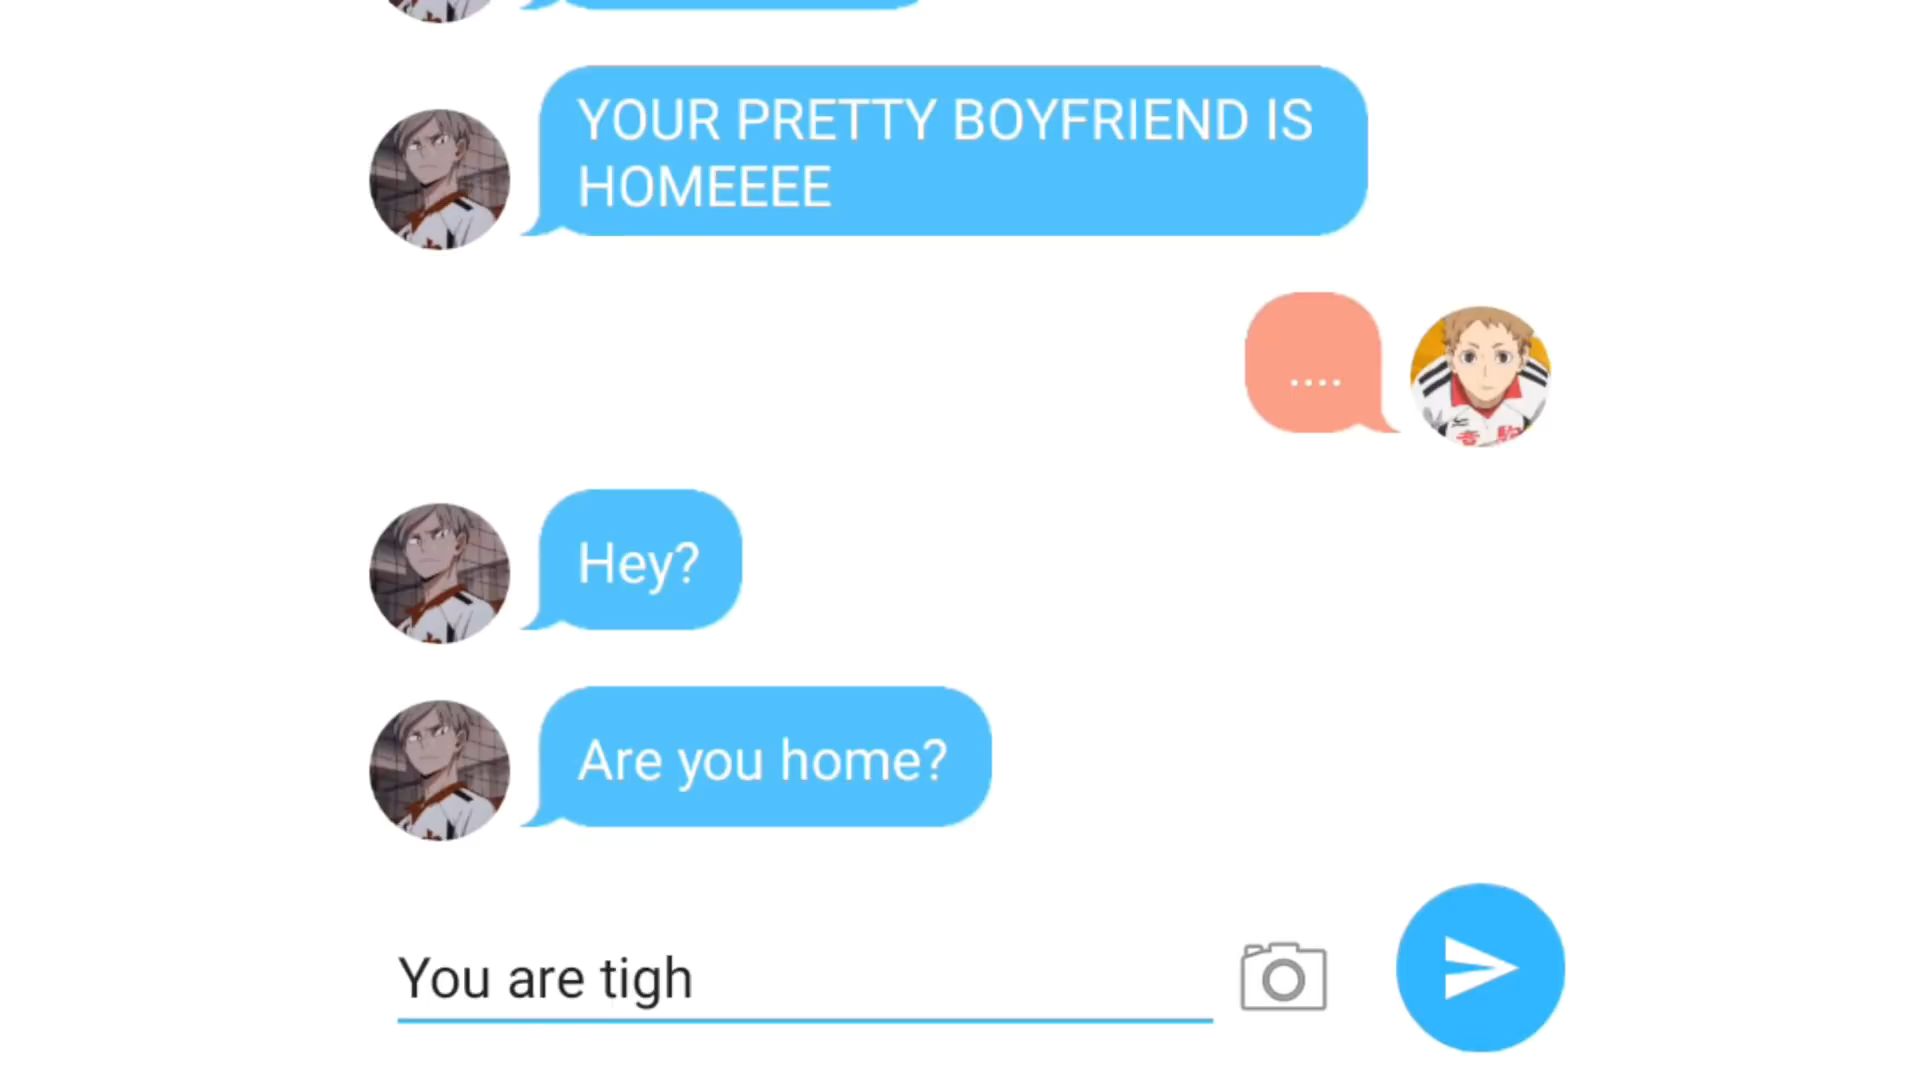 YOUR PRETTY BOYFRIEND IS
HOMEEEE
....
Hey?
Are you home?
You are tigh